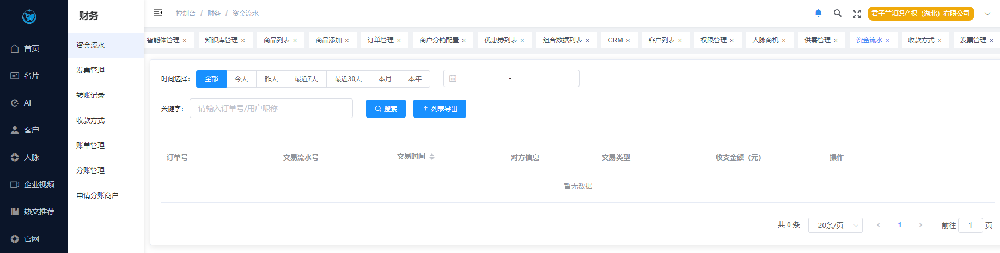 财务
控制台 / 财务 / 资金流水
君子兰知识产权（湖北）有限公司
智能体管理 × 知识库管理 × 商品列表 × 商品添加 × 订单管理 × 商户分销配置 × 优惠券列表 × 组合数据列表 × CRM × 客户列表 × 权限管理 × 人脉商机 × 供需管理 × 资金流水 × 收款方式 × 发票管理 ×
首页
名片
AI
客户
人脉
企业视频
热文推荐
官网
资金流水
发票管理
转账记录
收款方式
账单管理
分账管理
申请分账商户
时间选择： 全部 今天 昨天 最近7天 最近30天 本月 本年 -
关键字： 请输入订单号/用户昵称 搜索 列表导出
订单号 交易流水号 交易时间 对方信息 交易类型 收支金额（元） 操作
暂无数据
共 0 条 20条/页 1 前往 1 页